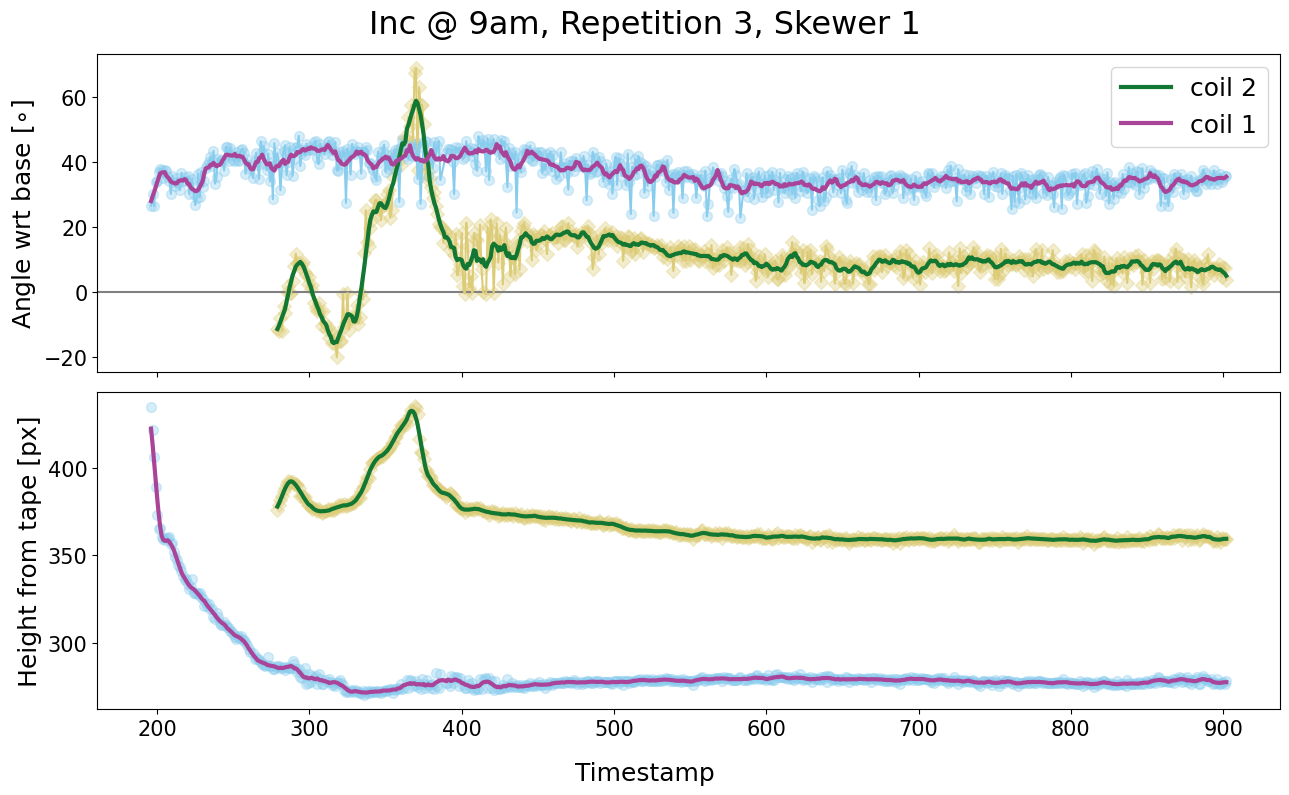 Inc @ 9am, Repetition 3, Skewer 1
Angle wrt base [∘]
60
40
20
0
−20
coil 2
coil 1
Height from tape [px]
400
350
300
200 300 400 500 600 700 800 900
Timestamp